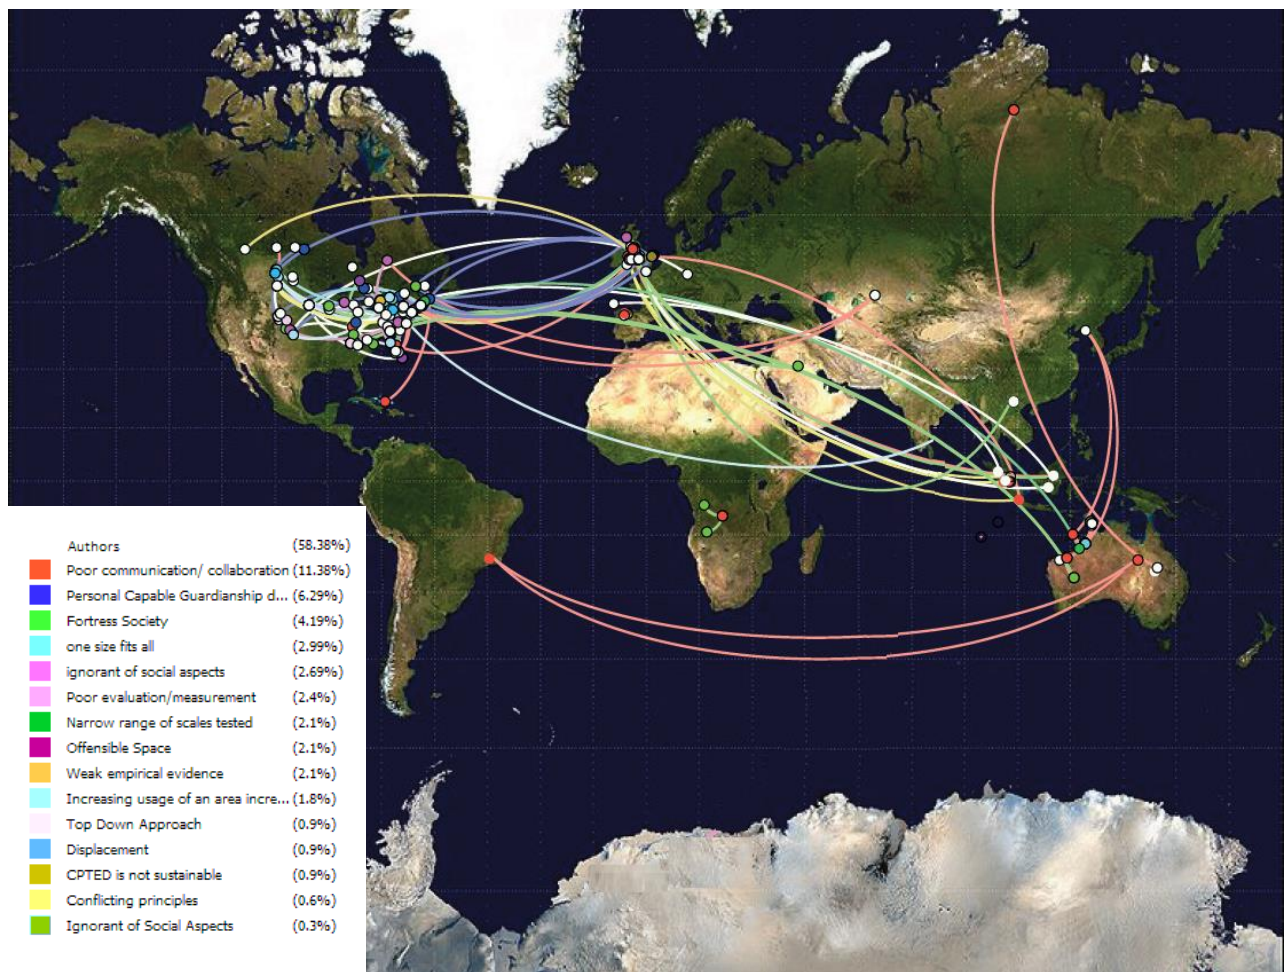 Authors (58.38%)
Poor communication/ collaboration (11.38%)
Personal Capable Guardianship d... (6.29%)
Fortress Society (4.19%)
one size fits all (2.99%)
ignorant of social aspects (2.69%)
Poor evaluation/measurement (2.4%)
Narrow range of scales tested (2.1%)
Offensible Space (2.1%)
Weak empirical evidence (2.1%)
Increasing usage of an area incre... (1.8%)
Top Down Approach (0.9%)
Displacement (0.9%)
CPTED is not sustainable (0.9%)
Conflicting principles (0.6%)
Ignorant of Social Aspects (0.3%)